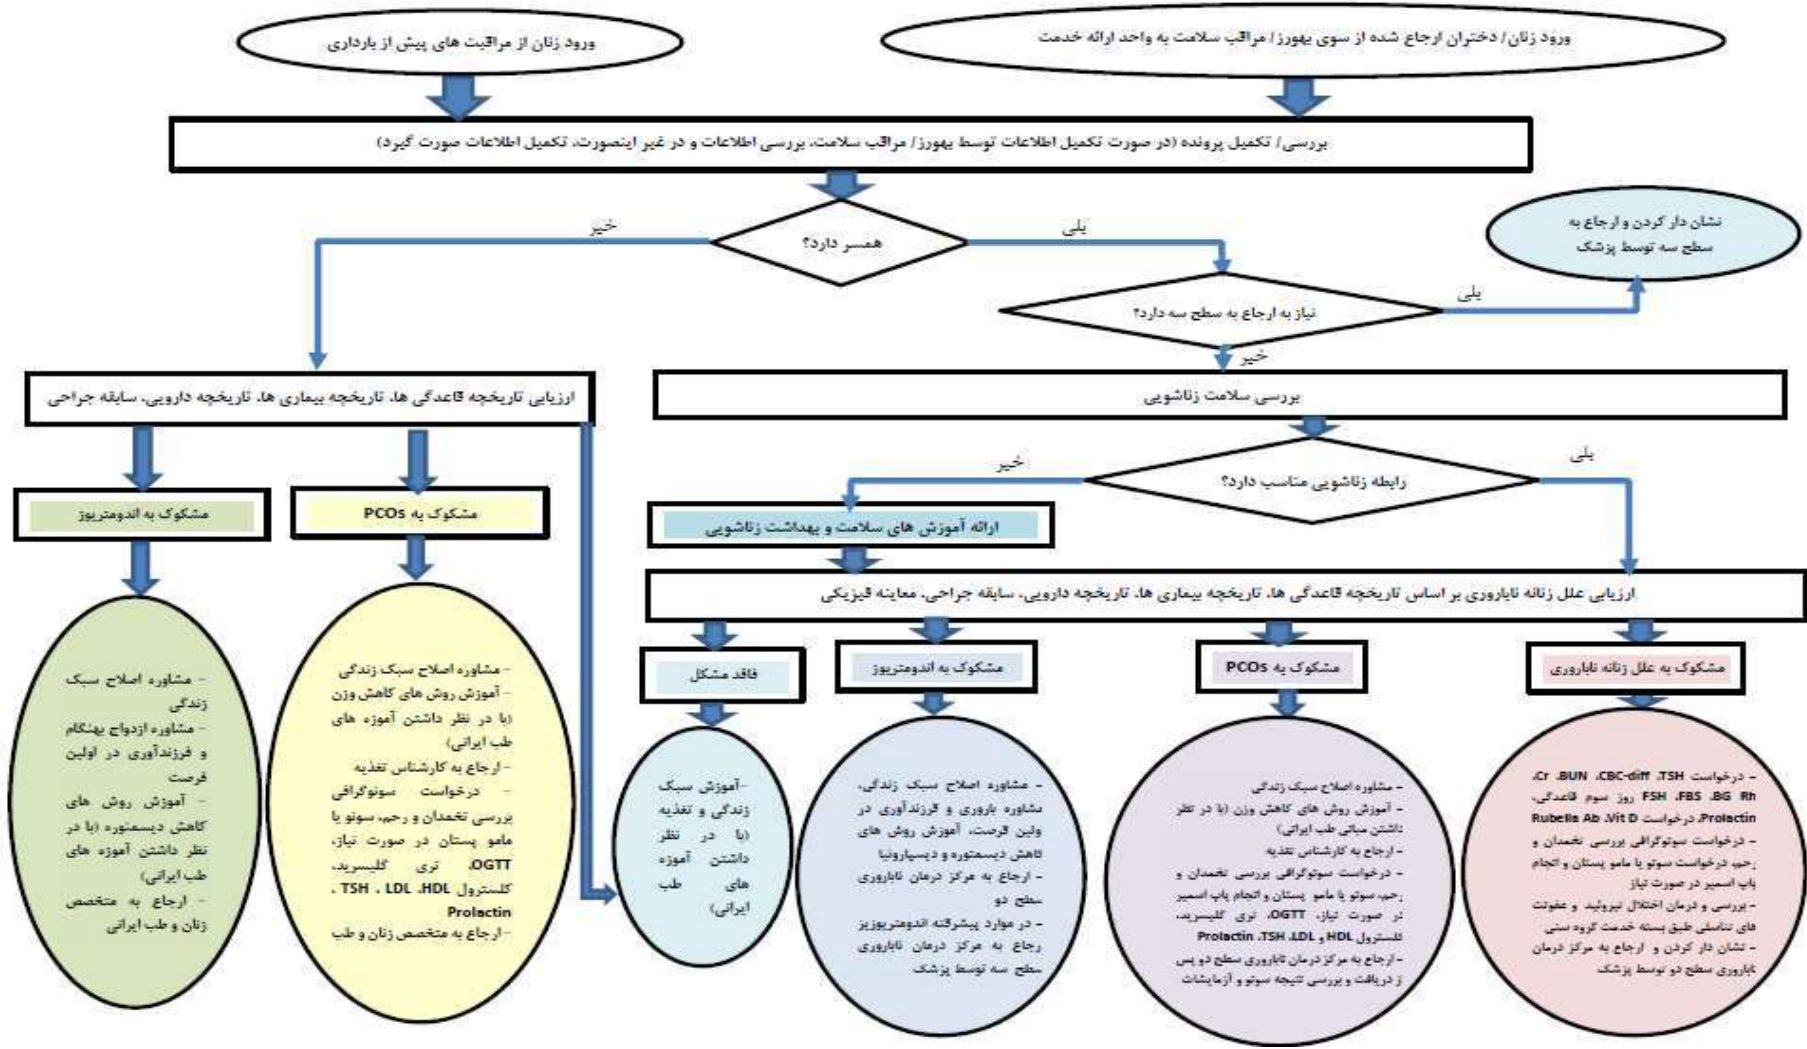 ورود زنان/ دختران ارجاع شده از سوی بهورز/ مراقب سلامت به واحد ارائه خدمت
ورود زنان از مراقبت های پیش از بارداری
بررسی/ تکمیل پرونده (در صورت تکمیل اطلاعات توسط بهورز/ مراقب سلامت، بررسی اطلاعات و در غیر اینصورت، تکمیل اطلاعات صورت گیرد)
همسر دارد؟
بلی
خیر
نشان دار کردن و ارجاع به
سطح سه توسط پزشک
نیاز به ارجاع به سطح سه دارد؟
بلی
خیر
بررسی سلامت زناشویی
رابطه زناشویی مناسب دارد؟
بلی
خیر
ارائه آموزش های سلامت و بهداشت زناشویی
ارزیابی علل زنانه ناباروری بر اساس تاریخچه قاعدگی ها، تاریخچه بیماری ها، تاریخچه دارویی، سابقه جراحی، معاینه فیزیکی
مشکوک به علل زنانه ناباروری
- درخواست Cr ،BUN ،CBC-diff ،TSH،
FSH ،FBS ،BG Rh روز سوم قاعدگی،
Prolactin، درخواست Rubella Ab ،Vit D
- درخواست سونوگرافی بررسی تخمدان و
رحم، درخواست سونو یا مامو پستان و انجام
پاپ اسمیر در صورت نیاز
- بررسی و درمان اختلال تیروئید و عفونت
های تناسلی طبق بسته خدمت گروه سنی
- نشان دار کردن و ارجاع به مرکز درمان
ناباروری سطح دو توسط پزشک
مشکوک به PCOs
- مشاوره اصلاح سبک زندگی
- آموزش روش های کاهش وزن (با در نظر
داشتن مبانی طب ایرانی)
- ارجاع به کارشناس تغذیه
- درخواست سونوگرافی بررسی تخمدان و
رحم، سونو یا مامو پستان و انجام پاپ اسمیر
در صورت نیاز، OGTT، تری گلیسرید،
کلسترول HDL و LDL، TSH، Prolactin
- ارجاع به مرکز درمان ناباروری سطح دو پس
از دریافت و بررسی نتیجه سونو و آزمایشات
مشکوک به اندومتریوز
- مشاوره اصلاح سبک زندگی،
مشاوره باروری و فرزندآوری در
ولین فرصت، آموزش روش های
کاهش دیسمنوره و دیسپارونیا
- ارجاع به مرکز درمان ناباروری
سطح دو
- در موارد پیشرفته اندومتریوزیز
رجاع به مرکز درمان ناباروری
سطح سه توسط پزشک
فاقد مشکل
-آموزش سبک
زندگی و تغذیه
(با در نظر
داشتن آموزه
های طب
ایرانی)
ارزیابی تاریخچه قاعدگی ها، تاریخچه بیماری ها، تاریخچه دارویی، سابقه جراحی
مشکوک به PCOs
- مشاوره اصلاح سبک زندگی
- آموزش روش های کاهش وزن
(با در نظر داشتن آموزه های
طب ایرانی)
- ارجاع به کارشناس تغذیه
- درخواست سونوگرافی
بررسی تخمدان و رحم، سونو یا
مامو پستان در صورت نیاز،
OGTT، تری گلیسرید،
کلسترول HDL، LDL ، TSH ،
Prolactin
- ارجاع به متخصص زنان و طب
مشکوک به اندومتریوز
- مشاوره اصلاح سبک
زندگی
- مشاوره ازدواج بهنگام
و فرزندآوری در اولین
فرصت
- آموزش روش های
کاهش دیسمنوره (با در
نظر داشتن آموزه های
طب ایرانی)
- ارجاع به متخصص
زنان و طب ایرانی